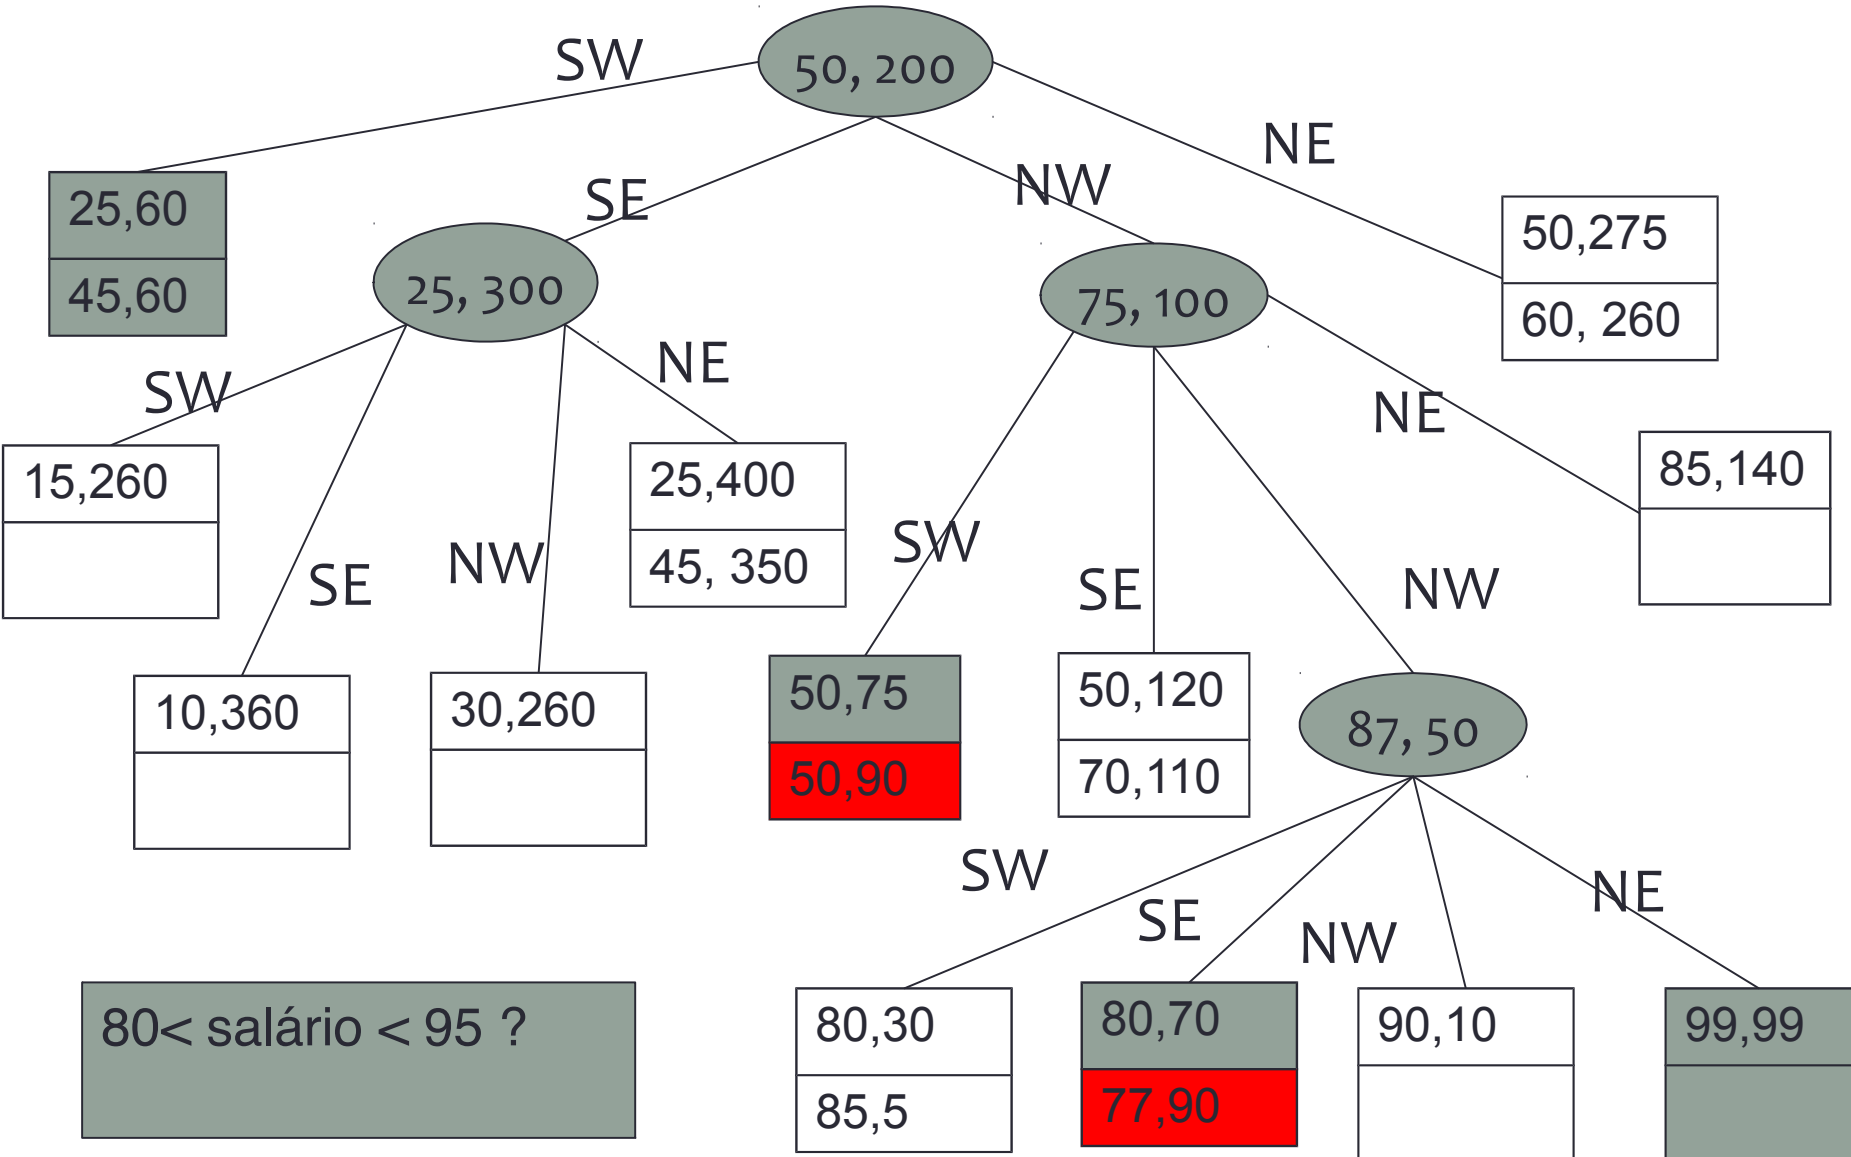 50, 200
SW
SE
NW
NE
25,60
45,60
25, 300
75, 100
50,275
60, 260
SW
SE
NW
NE
SW
SE
NW
NE
15,260
10,360
30,260
25,400
45, 350
50,75
50,90
50,120
70,110
87, 50
85,140
SW
SE
NW
NE
80,30
85,5
80,70
77,90
90,10
99,99
80< salário < 95 ?